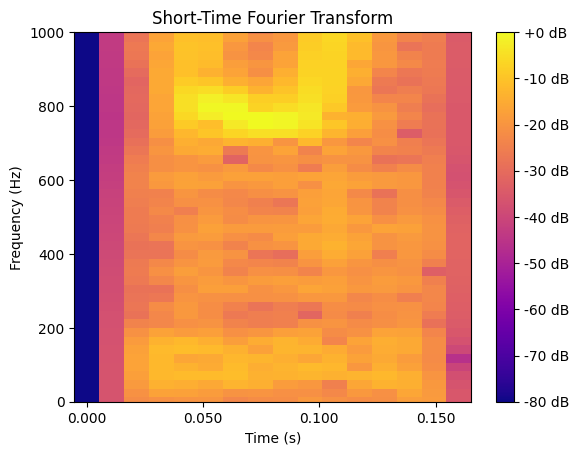 Short-Time Fourier Transform
1000
800
600
400
200
0
Frequency (Hz)
0.000
0.050
0.100
0.150
Time (s)
+0 dB
-10 dB
-20 dB
-30 dB
-40 dB
-50 dB
-60 dB
-70 dB
-80 dB